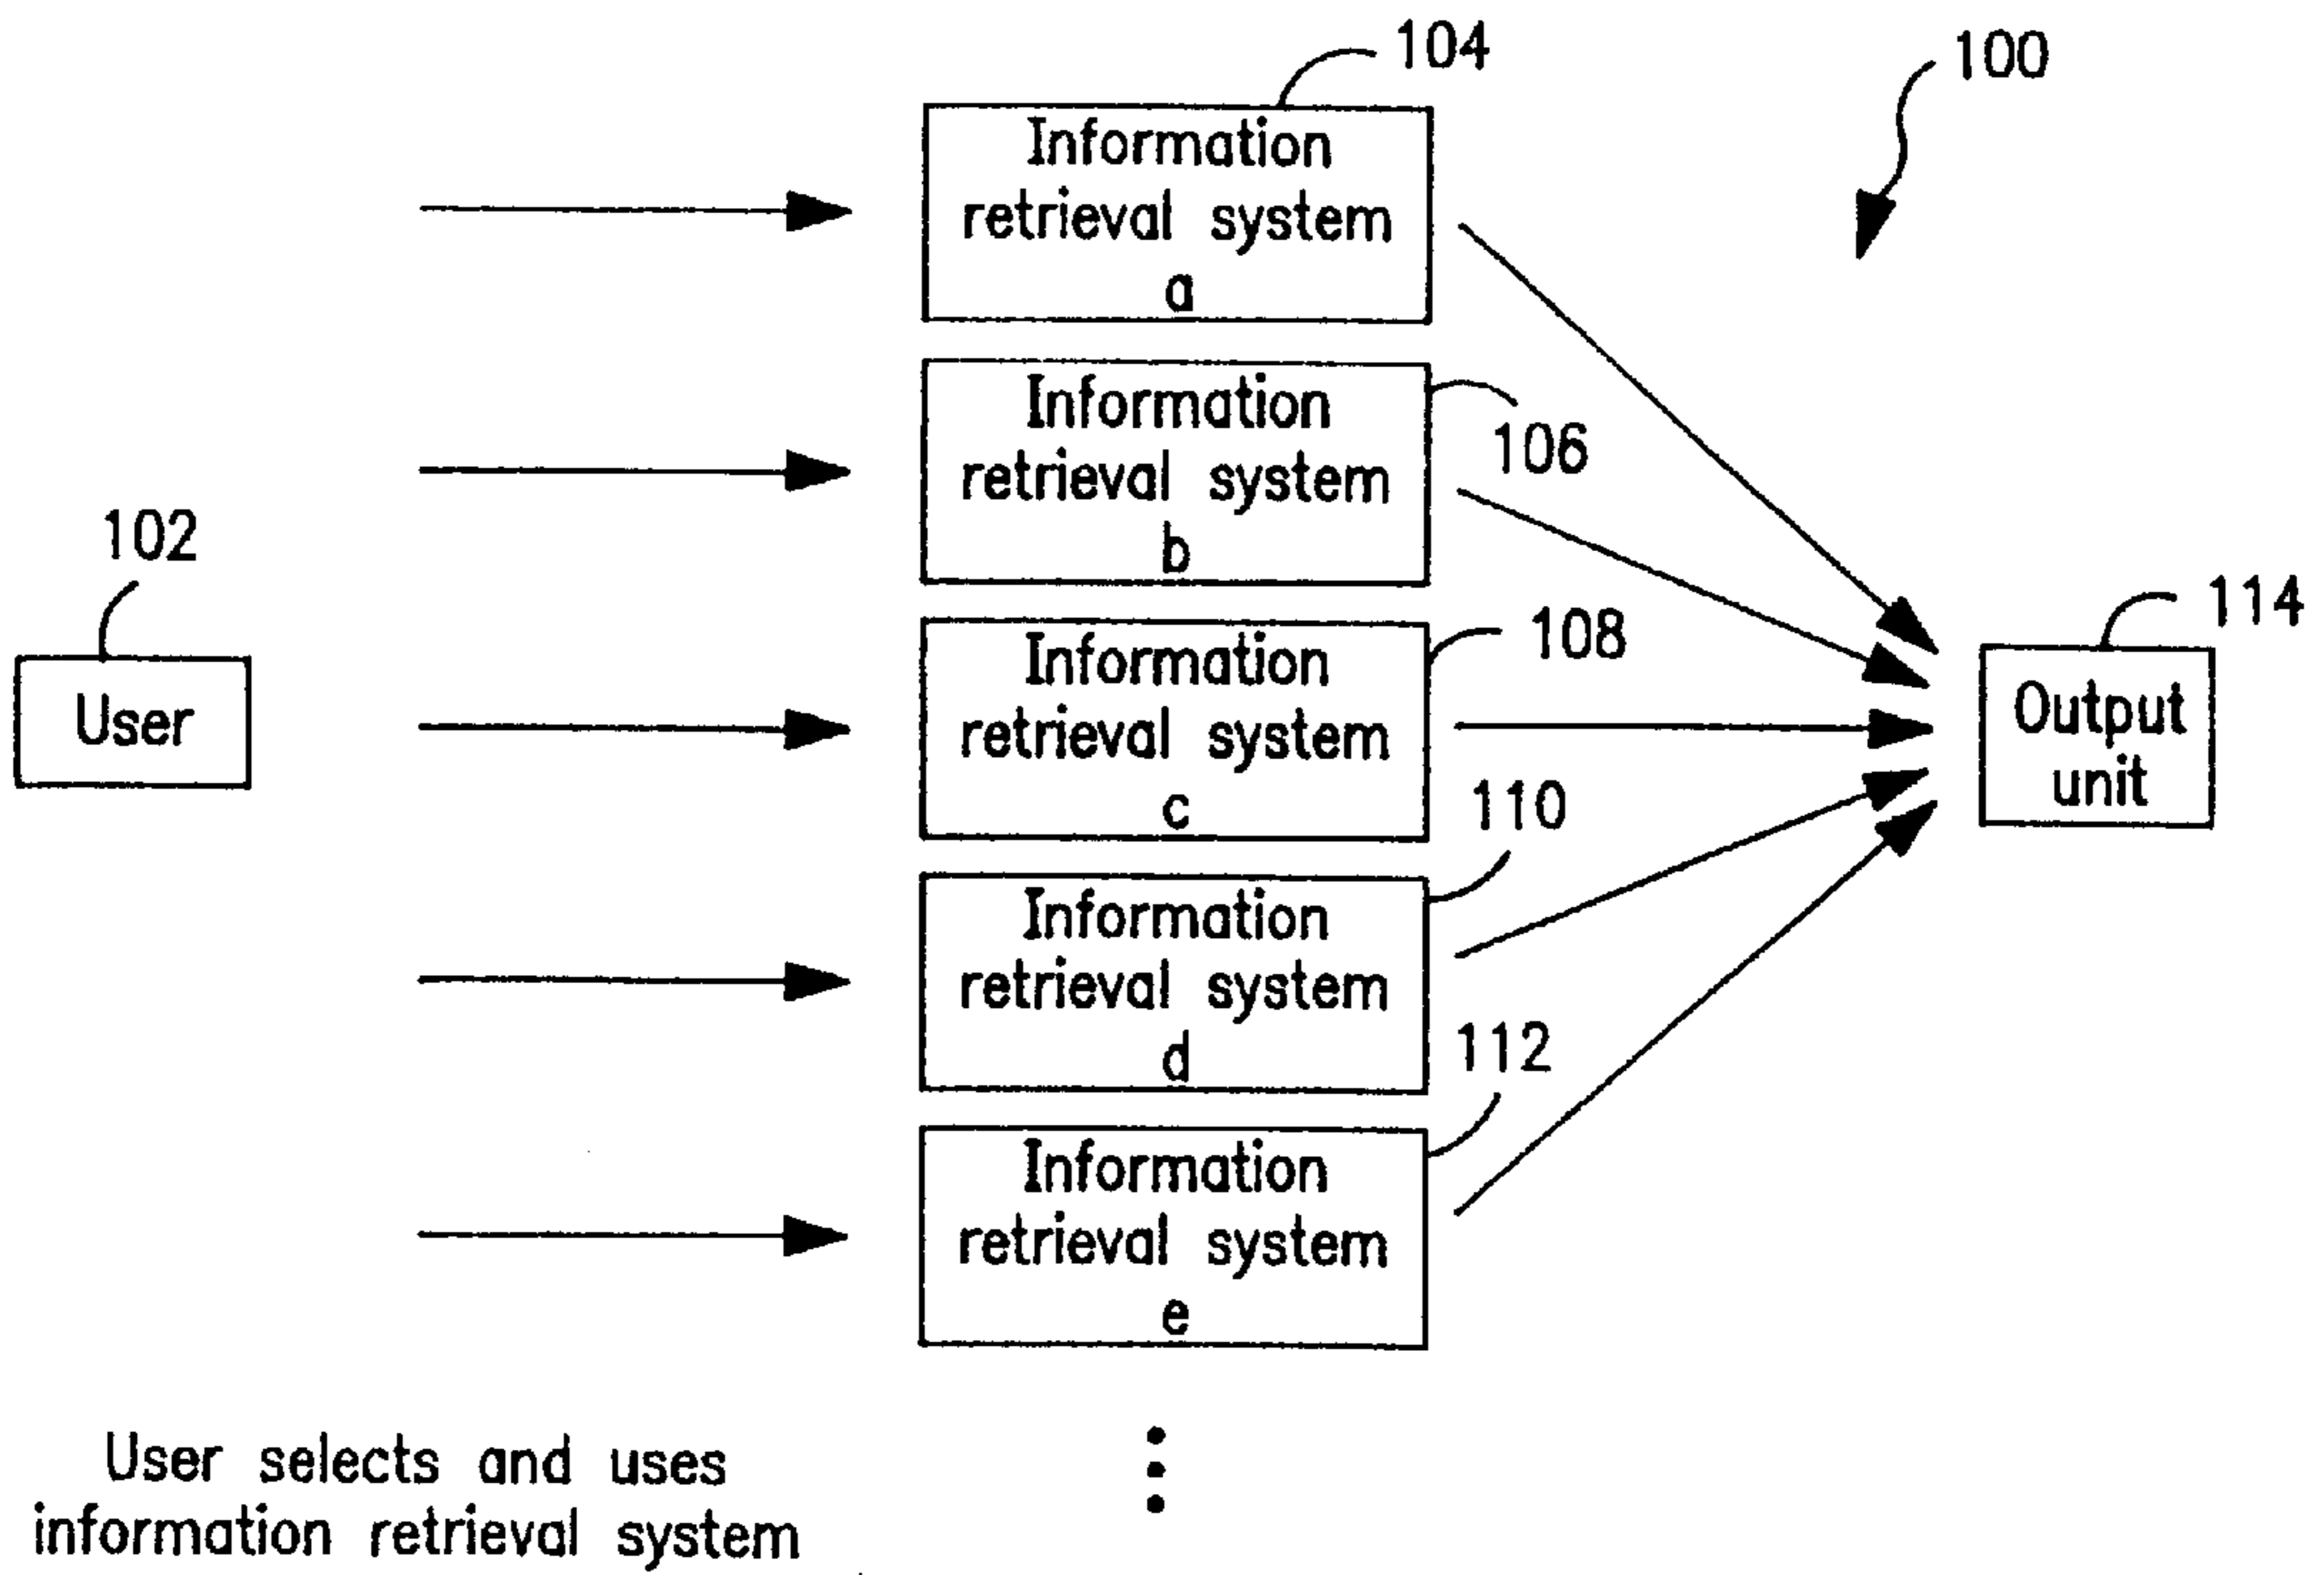 104
100
Information
retrieval system
a
Information
retrieval system
b
106
102
User
Information
retrieval system
c
108
114
Output
unit
110
Information
retrieval system
d
112
Information
retrieval system
e
User selects and uses
information retrieval system